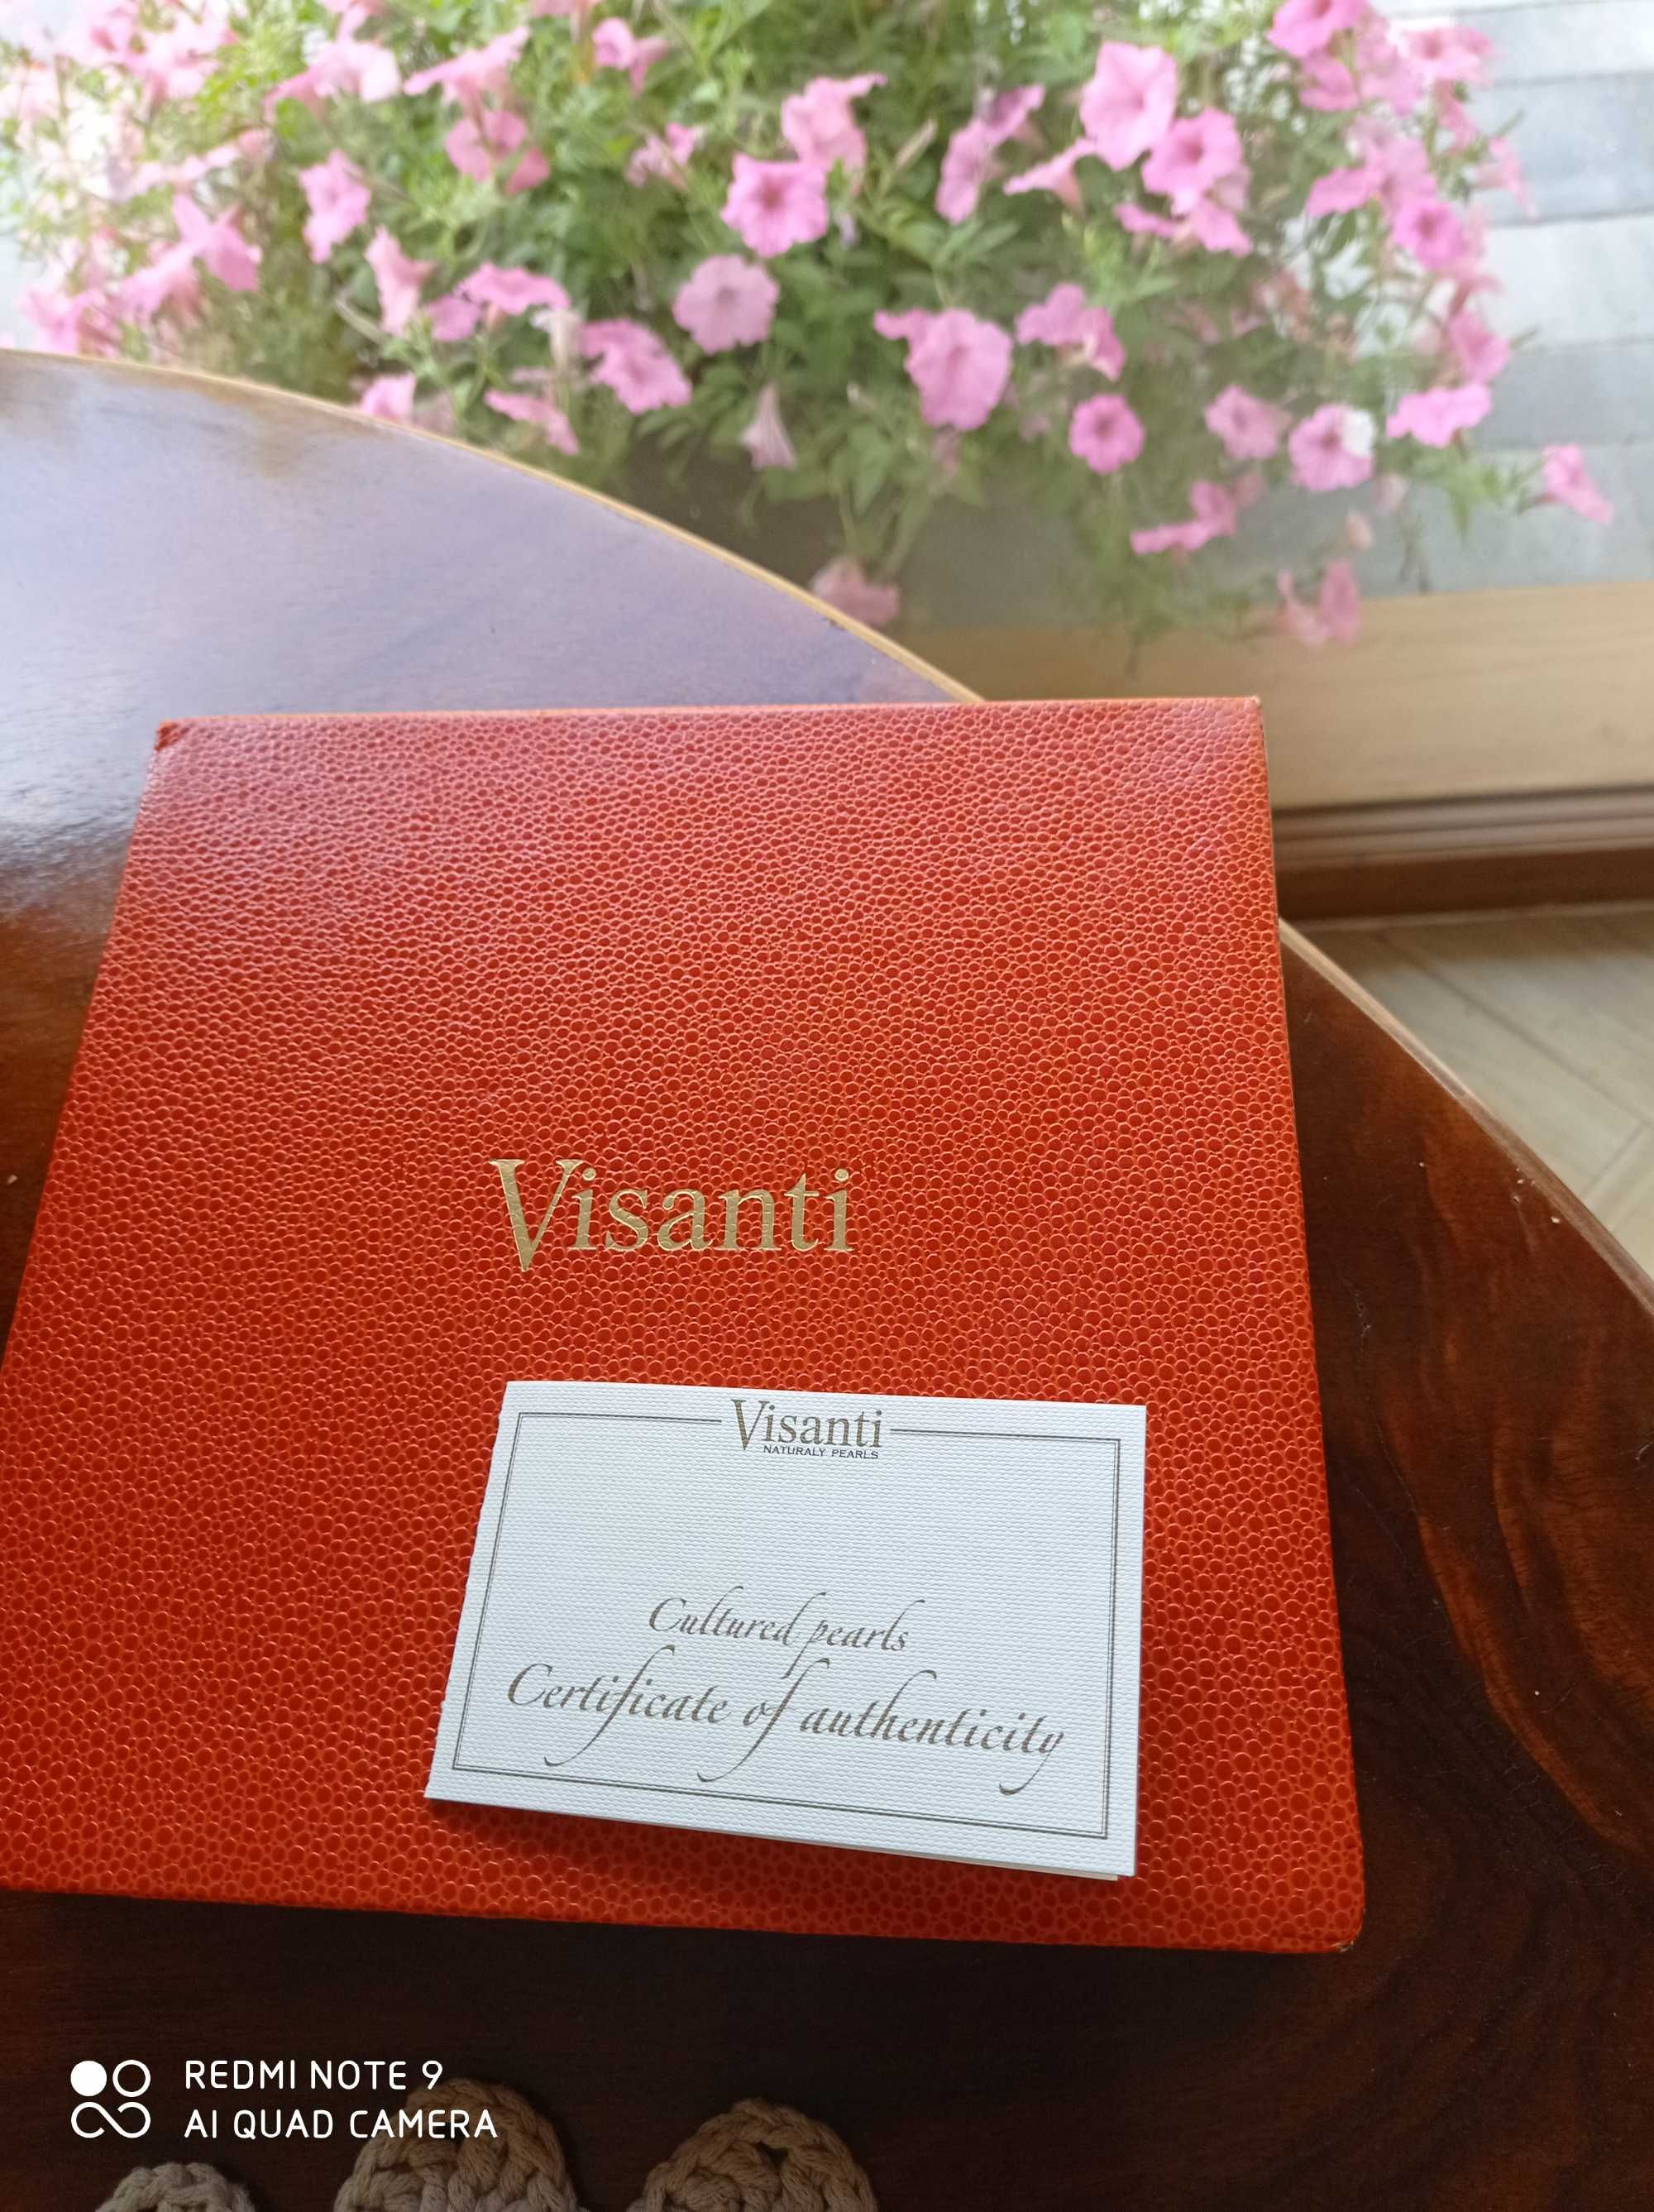 Visanti
Visanti
NATURALY PEARLS
Cultured pearls
Certificate of authenticity
REDMI NOTE 9
AI QUAD CAMERA